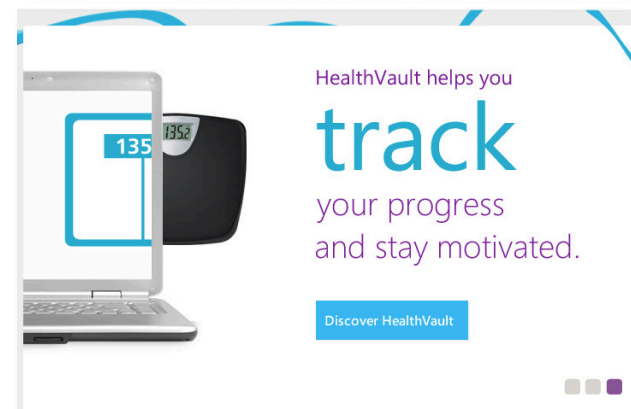 HealthVault helps you
track
your progress
and stay motivated.
Discover HealthVault
135
135.2